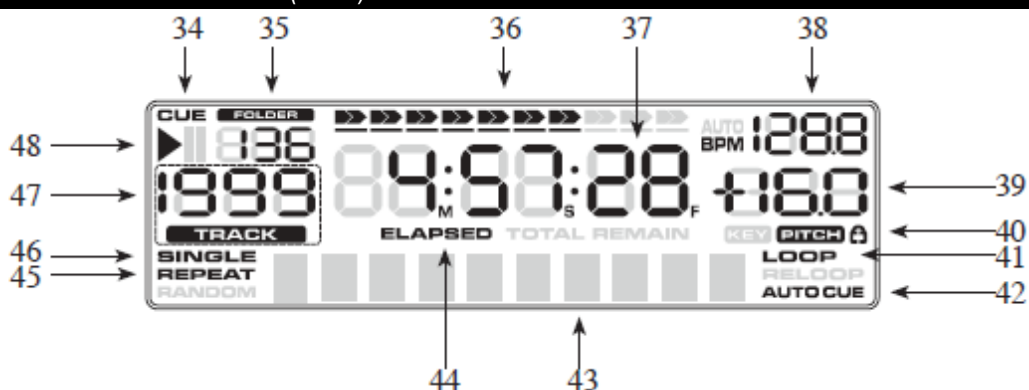 34 35 36 37 38
CUE FOLDER
AUTO
BPM 128.8
48 136
4:57:28
M S F
47 1999 +16.0 39
TRACK ELAPSED TOTAL REMAIN KEY PITCH 40
46 SINGLE LOOP 41
45 REPEAT RELOOP
RANDOM AUTO CUE 42
44 43